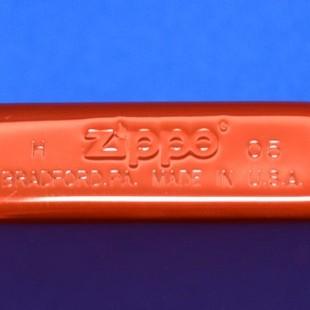 H Zippo® 05
BRADFORD, PA. MADE IN U.S.A.